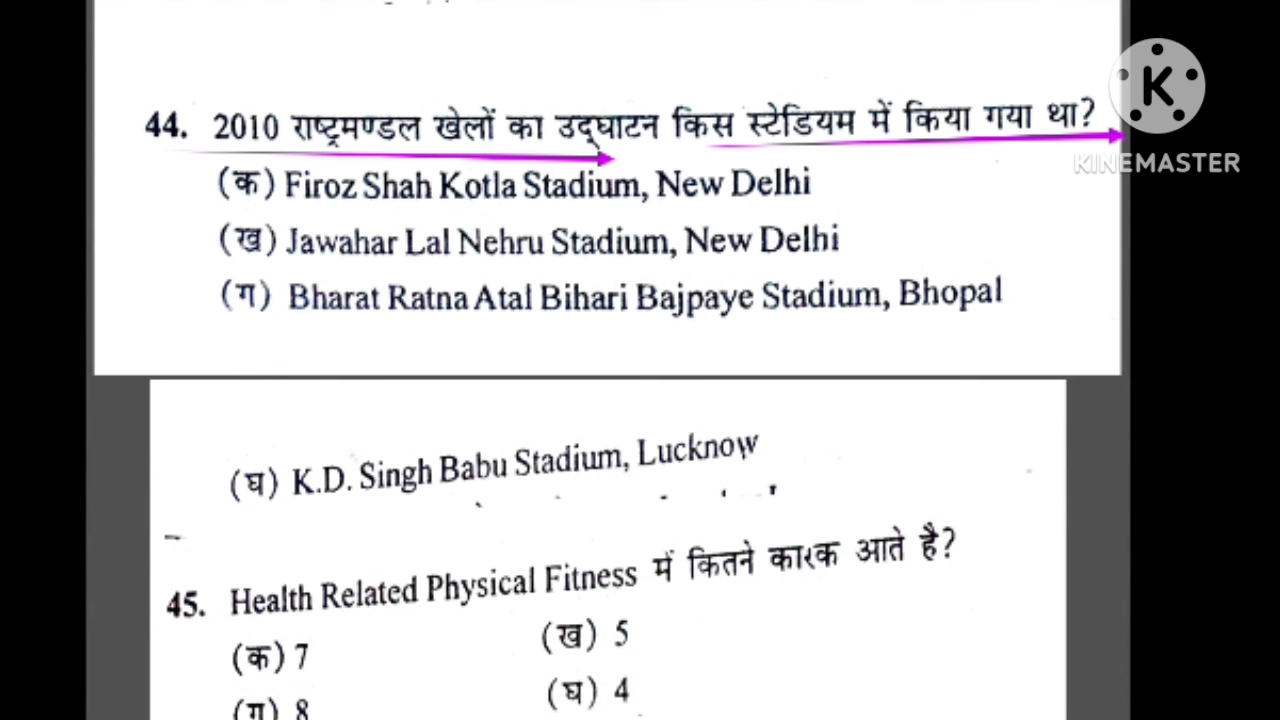 44. 2010 राष्ट्रमण्डल खेलों का उद्घाटन किस स्टेडियम में किया गया था?
K
KINEMASTER
(क) Firoz Shah Kotla Stadium, New Delhi
(ख) Jawahar Lal Nehru Stadium, New Delhi
(ग) Bharat Ratna Atal Bihari Bajpaye Stadium, Bhopal
(घ) K.D. Singh Babu Stadium, Lucknow
45. Health Related Physical Fitness में कितने कारक आते है?
(क) 7 (ख) 5
(ग) 8 (घ) 4